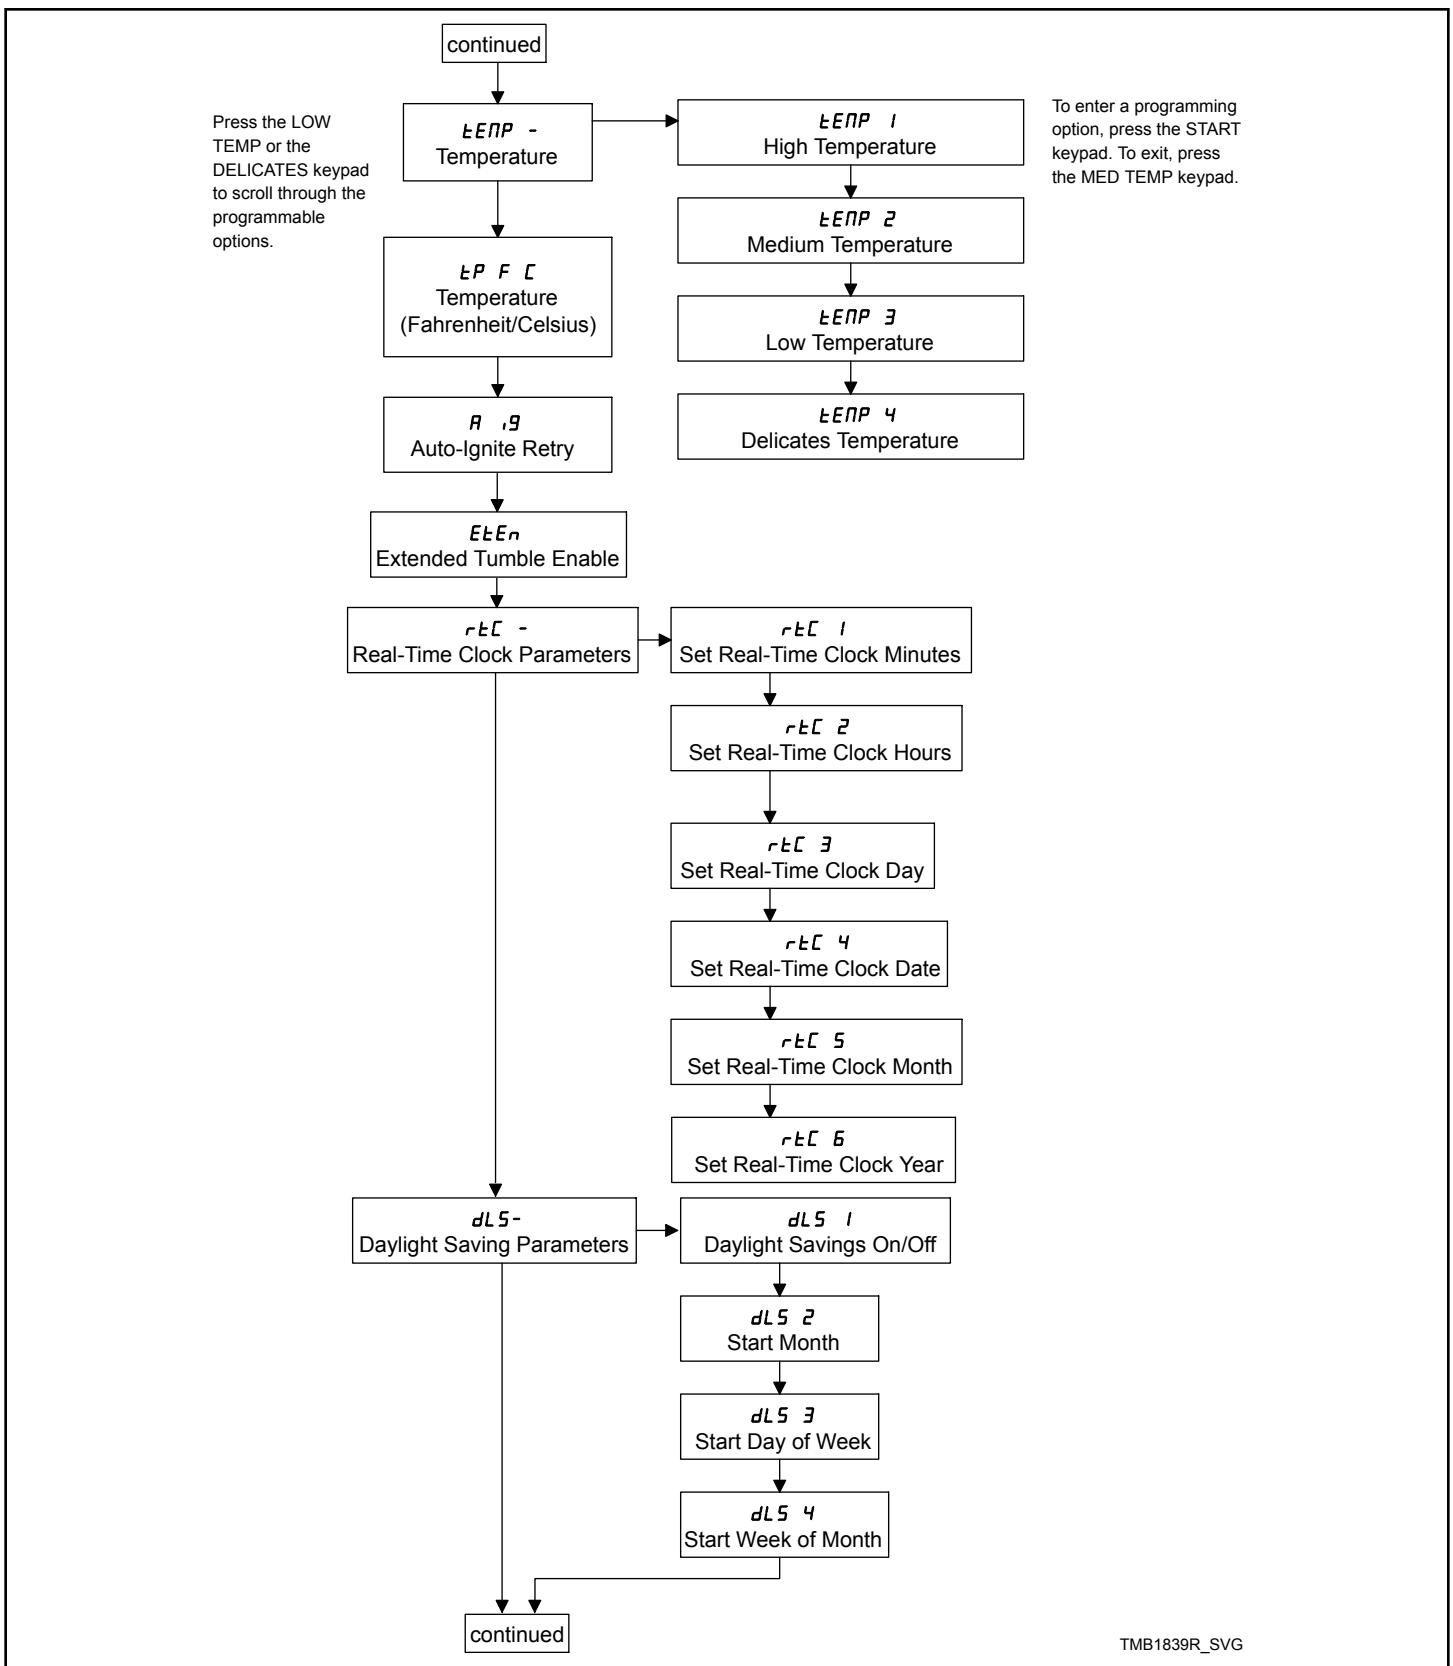 continued
Press the LOW
TEMP or the
DELICATES keypad
to scroll through the
programmable
options.
tEMP -
Temperature
tEMP 1
High Temperature
To enter a programming
option, press the START
keypad. To exit, press
the MED TEMP keypad.
tEMP 2
Medium Temperature
tP F C
Temperature
(Fahrenheit/Celsius)
tEMP 3
Low Temperature
A ig
Auto-Ignite Retry
tEMP 4
Delicates Temperature
EtEn
Extended Tumble Enable
rtC -
Real-Time Clock Parameters
rtC 1
Set Real-Time Clock Minutes
rtC 2
Set Real-Time Clock Hours
rtC 3
Set Real-Time Clock Day
rtC 4
Set Real-Time Clock Date
rtC 5
Set Real-Time Clock Month
rtC 6
Set Real-Time Clock Year
dLS-
Daylight Saving Parameters
dLS 1
Daylight Savings On/Off
dLS 2
Start Month
dLS 3
Start Day of Week
dLS 4
Start Week of Month
continued
TMB1839R_SVG